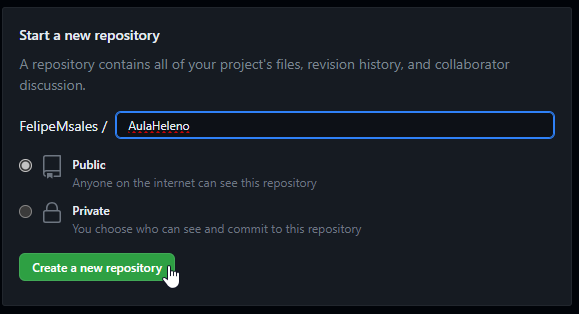 Start a new repository
A repository contains all of your project's files, revision history, and collaborator
discussion.
FelipeMsales / AulaHeleno
Public
Anyone on the internet can see this repository
Private
You choose who can see and commit to this repository
Create a new repository